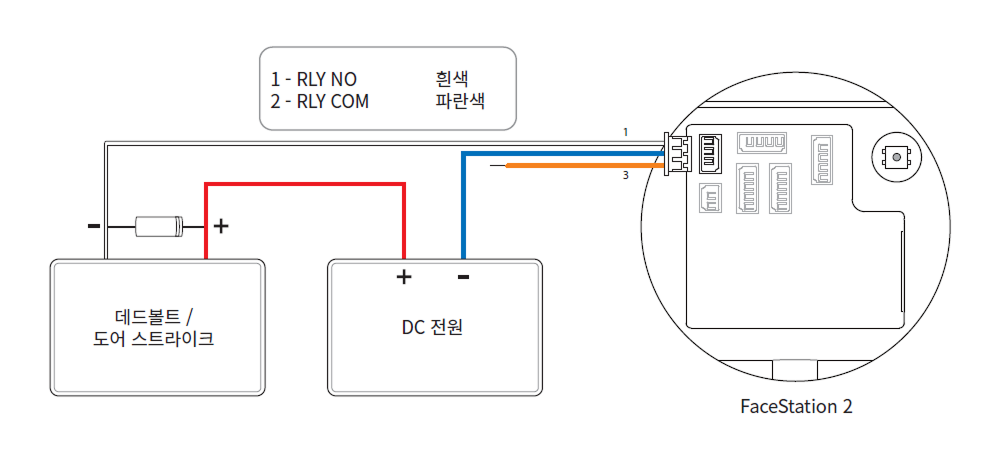 1 - RLY NO 흰색
2 - RLY COM 파란색
1
3
- +
+ -
데드볼트 /
도어 스트라이크
DC 전원
FaceStation 2